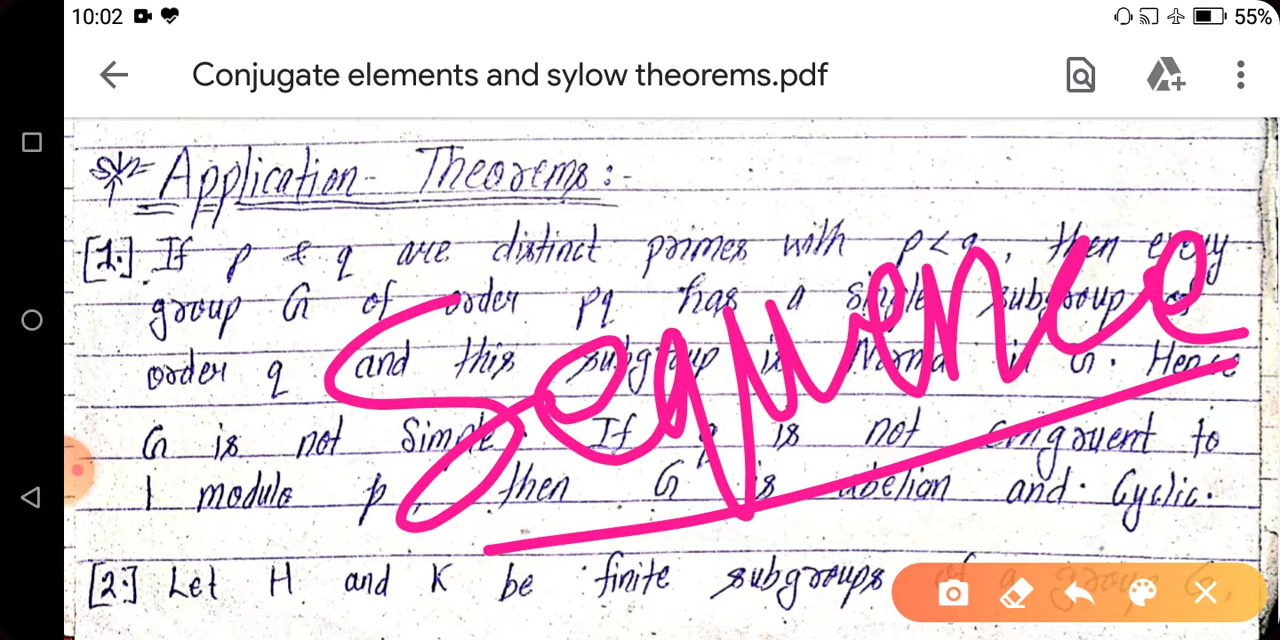 10:02
55%
Conjugate elements and sylow theorems.pdf
Application Theorems:-
[1.] If p & q are distinct primes with p<q, then every
group G of order pq has a single subgroup of
order q and this subgroup is Normal in G. Hence
G is not Simple. If q is not congruent to
1 modulo p, then G is abelian and Cyclic.
Sequence
[2.] Let H and K be finite subgroups of a group G,